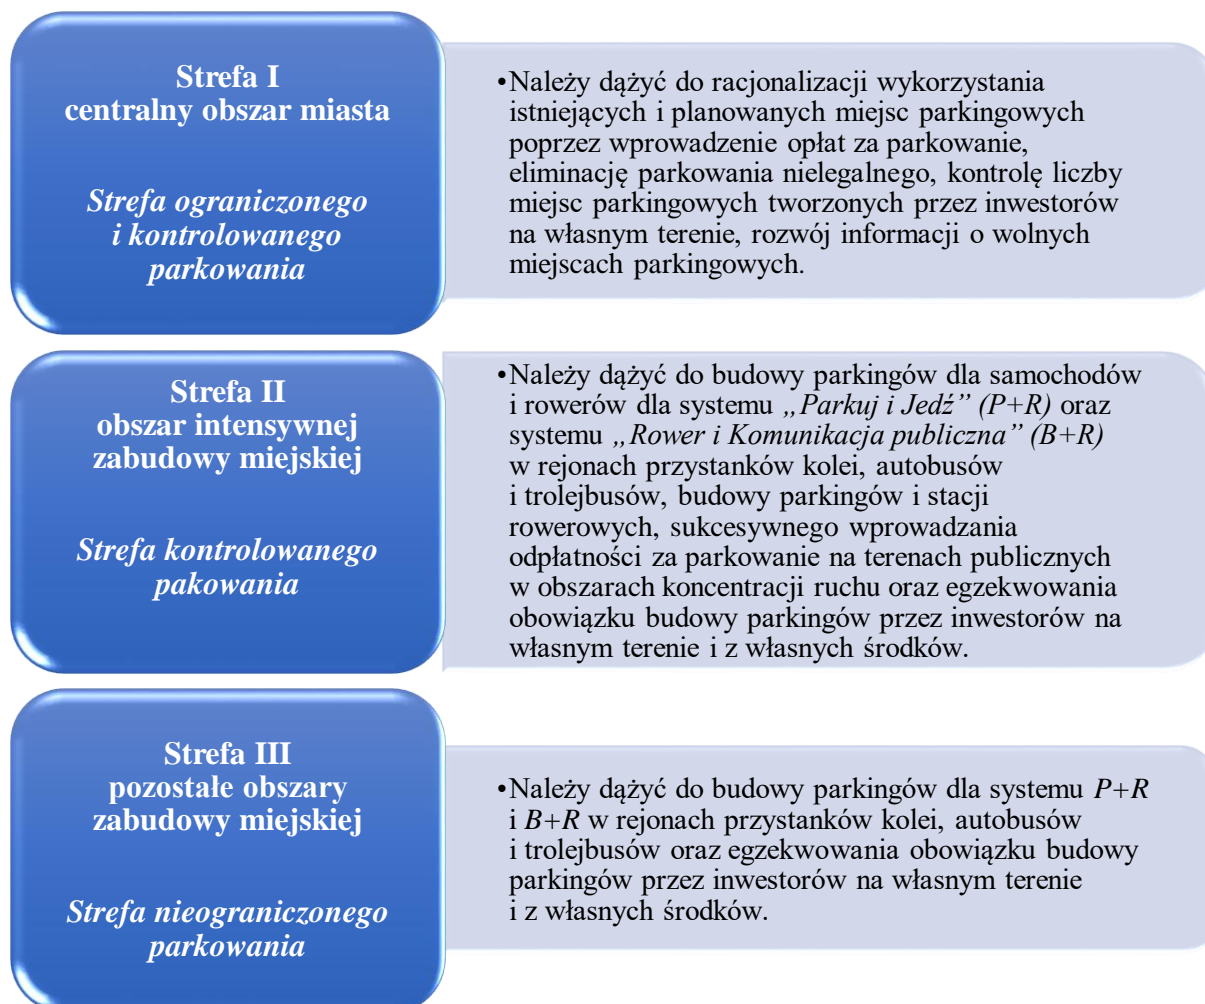 Strefa I
centralny obszar miasta
Strefa ograniczonego
i kontrolowanego
parkowania
•Należy dążyć do racjonalizacji wykorzystania
istniejących i planowanych miejsc parkingowych
poprzez wprowadzenie opłat za parkowanie,
eliminację parkowania nielegalnego, kontrolę liczby
miejsc parkingowych tworzonych przez inwestorów
na własnym terenie, rozwój informacji o wolnych
miejscach parkingowych.
Strefa II
obszar intensywnej
zabudowy miejskiej
Strefa kontrolowanego
pakowania
•Należy dążyć do budowy parkingów dla samochodów
i rowerów dla systemu „Parkuj i Jedź” (P+R) oraz
systemu „Rower i Komunikacja publiczna” (B+R)
w rejonach przystanków kolei, autobusów
i trolejbusów, budowy parkingów i stacji
rowerowych, sukcesywnego wprowadzania
odpłatności za parkowanie na terenach publicznych
w obszarach koncentracji ruchu oraz egzekwowania
obowiązku budowy parkingów przez inwestorów na
własnym terenie i z własnych środków.
Strefa III
pozostałe obszary
zabudowy miejskiej
Strefa nieograniczonego
parkowania
•Należy dążyć do budowy parkingów dla systemu P+R
i B+R w rejonach przystanków kolei, autobusów
i trolejbusów oraz egzekwowania obowiązku budowy
parkingów przez inwestorów na własnym terenie
i z własnych środków.